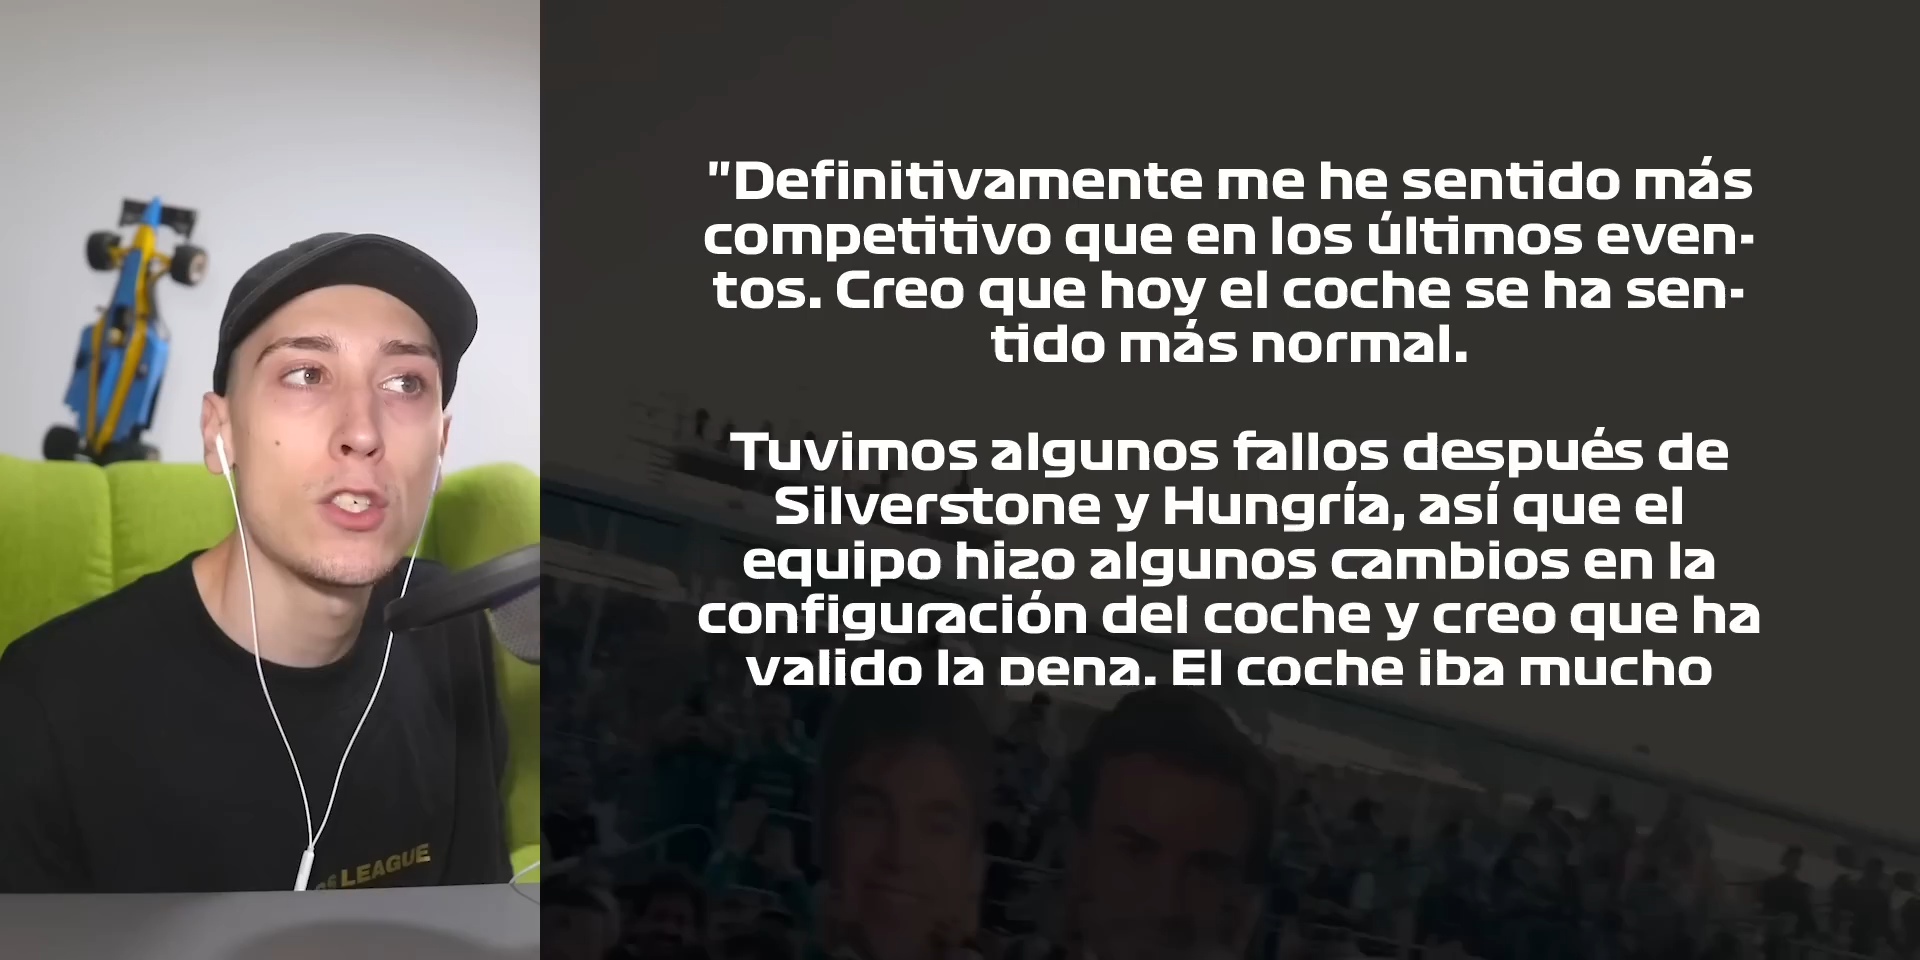 "Definitivamente me he sentido más
competitivo que en los últimos even-
tos. Creo que hoy el coche se ha sen-
tido más normal.
Tuvimos algunos fallos después de
Silverstone y Hungría, así que el
equipo hizo algunos cambios en la
configuración del coche y creo que ha
valido la pena. El coche iba mucho
LEAGUE